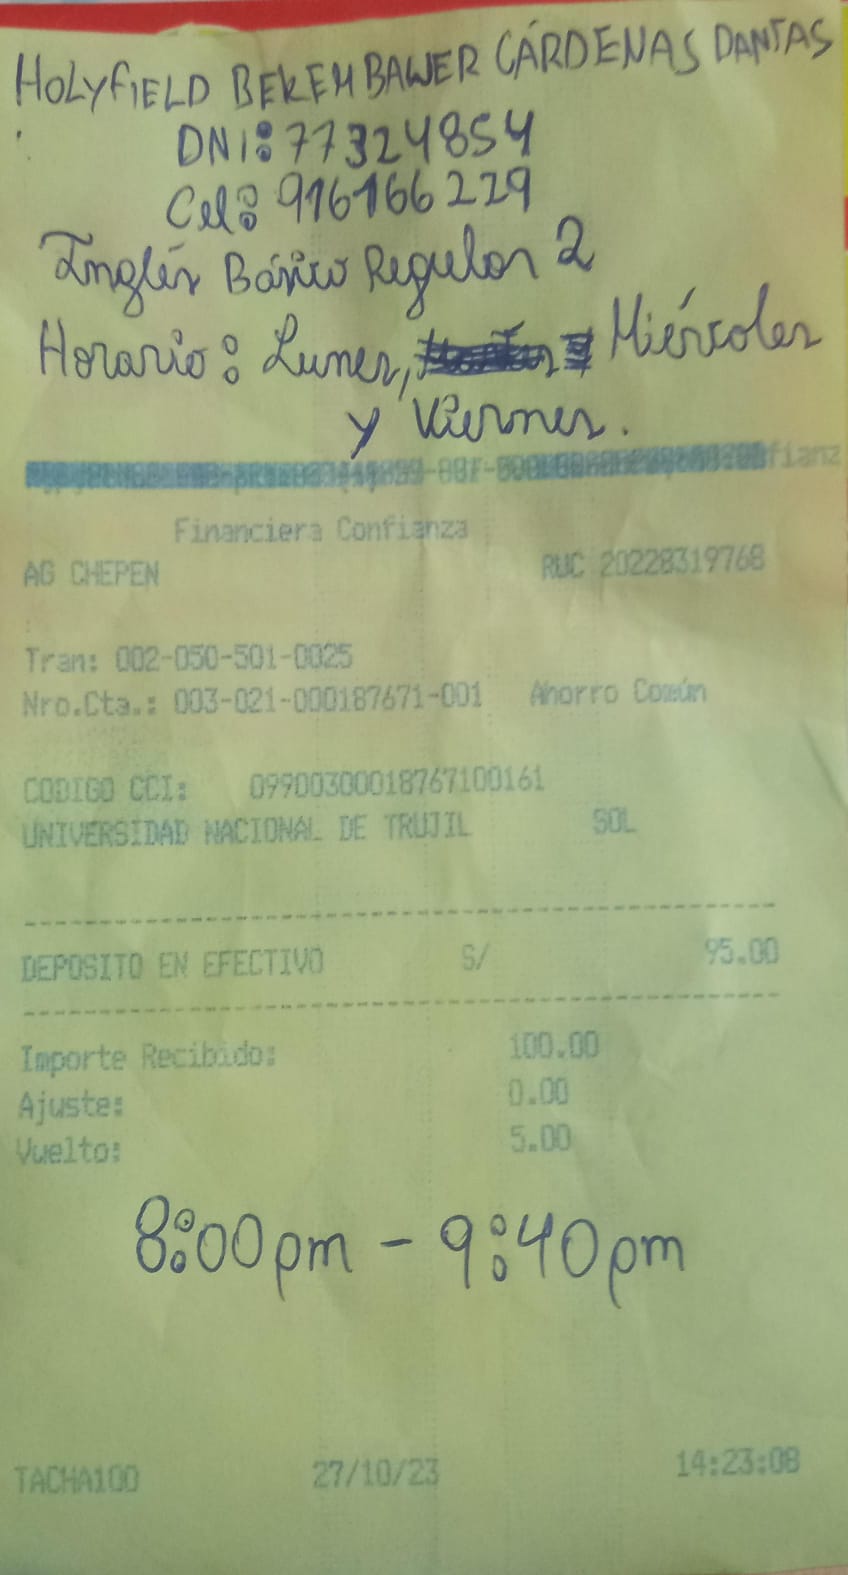 HOLYFIELD BEKEMBAWER CÁRDENAS DANTAS
DNI: 77324854
Cel: 916166229
Inglés Básico Regular 2
Horario: Lunes, Miércoles
y Viernes.
Financiera Confianza
AG CHEPEN RUC 20228319768
Tran: 002-050-501-0025
Nro.Cta.: 003-021-000187671-001 Ahorro Común
CODIGO CCI: 09900300018767100161
UNIVERSIDAD NACIONAL DE TRUJIL SOL
DEPOSITO EN EFECTIVO S/ 95.00
Importe Recibido: 100.00
Ajuste: 0.00
Vuelto: 5.00
8:00pm - 9:40pm
TACHA100 27/10/23 14:23:08